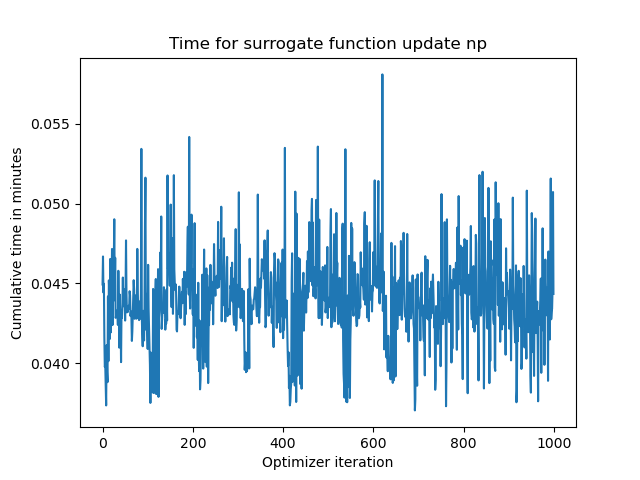 Time for surrogate function update np
Cumulative time in minutes
0.055
0.050
0.045
0.040
0 200 400 600 800 1000
Optimizer iteration